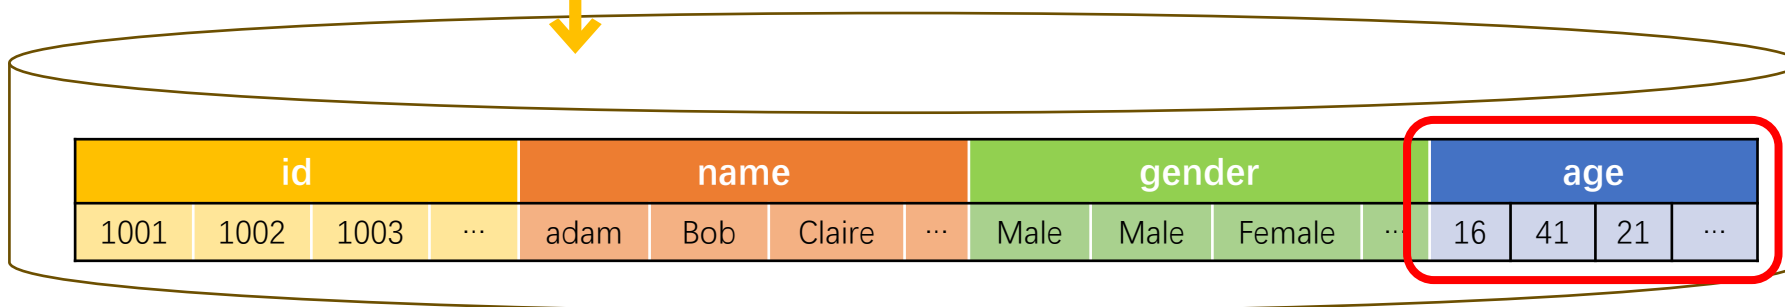 id name gender age
1001 1002 1003 ... adam Bob Claire ... Male Male Female ... 16 41 21 ...